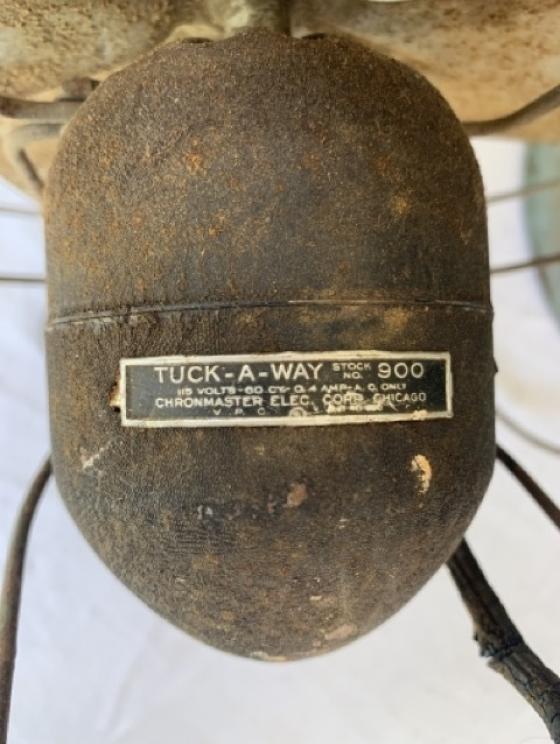 TUCK-A-WAY STOCK NO. 900
115 VOLTS-60 CY-0.4 AMP-A.C. ONLY
CHRONMASTER ELEC. CORP. CHICAGO
V.P.C.